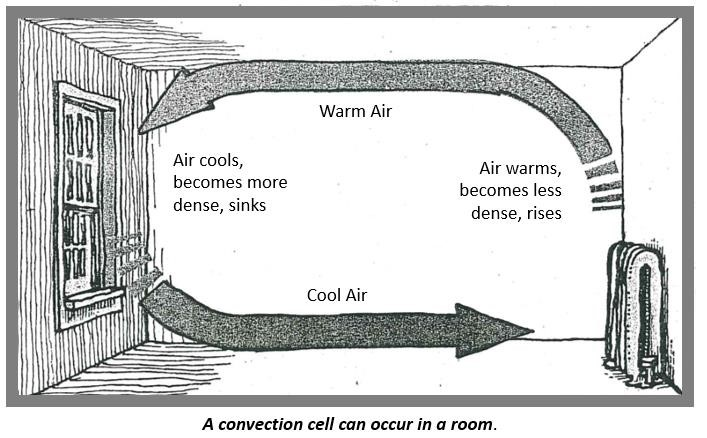 Warm Air
Air cools,
becomes more
dense, sinks
Air warms,
becomes less
dense, rises
Cool Air
A convection cell can occur in a room.